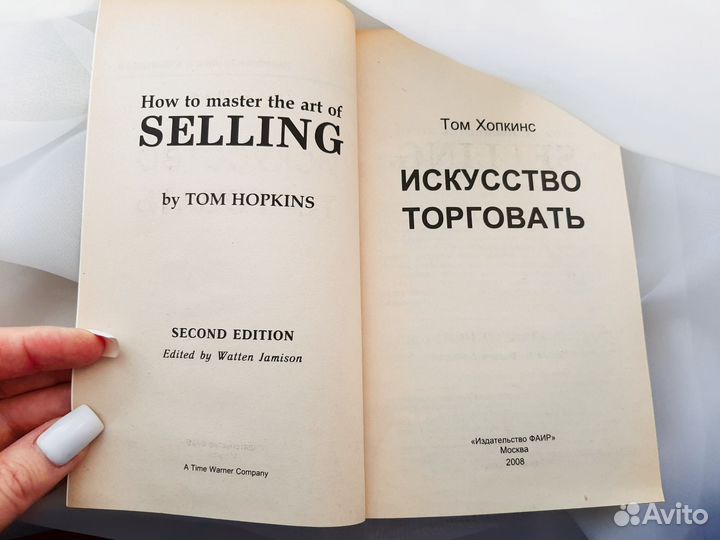 How to master the art of
SELLING
by TOM HOPKINS
SECOND EDITION
Edited by Watten Jamison
A Time Warner Company
Том Хопкинс
ИСКУССТВО
ТОРГОВАТЬ
«Издательство ФАИР»
Москва
2008
Avito